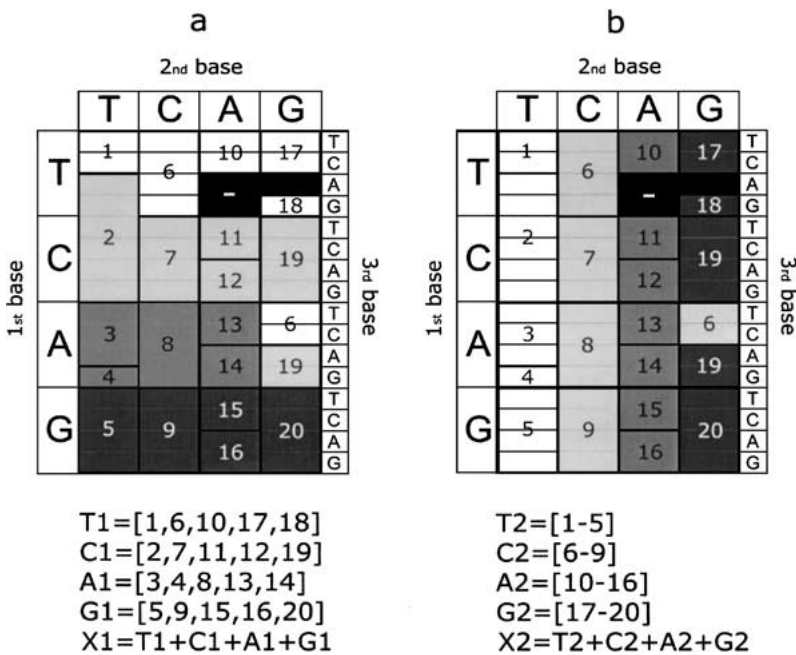 a
b
2nd base
2nd base
T C A G
T C A G
T
C
A
G
1st base
1 6 10 17
-
18
2 7 11 19
12
3 8 13 6
4 14 19
5 9 15 20
16
T
C
A
G
T
C
A
G
T
C
A
G
T
C
A
G
3rd base
T
C
A
G
1st base
1 6 10 17
-
18
2 7 11 19
12
3 8 13 6
4 14 19
5 9 15 20
16
T
C
A
G
T
C
A
G
T
C
A
G
T
C
A
G
3rd base
T1=[1,6,10,17,18]
C1=[2,7,11,12,19]
A1=[3,4,8,13,14]
G1=[5,9,15,16,20]
X1=T1+C1+A1+G1
T2=[1-5]
C2=[6-9]
A2=[10-16]
G2=[17-20]
X2=T2+C2+A2+G2